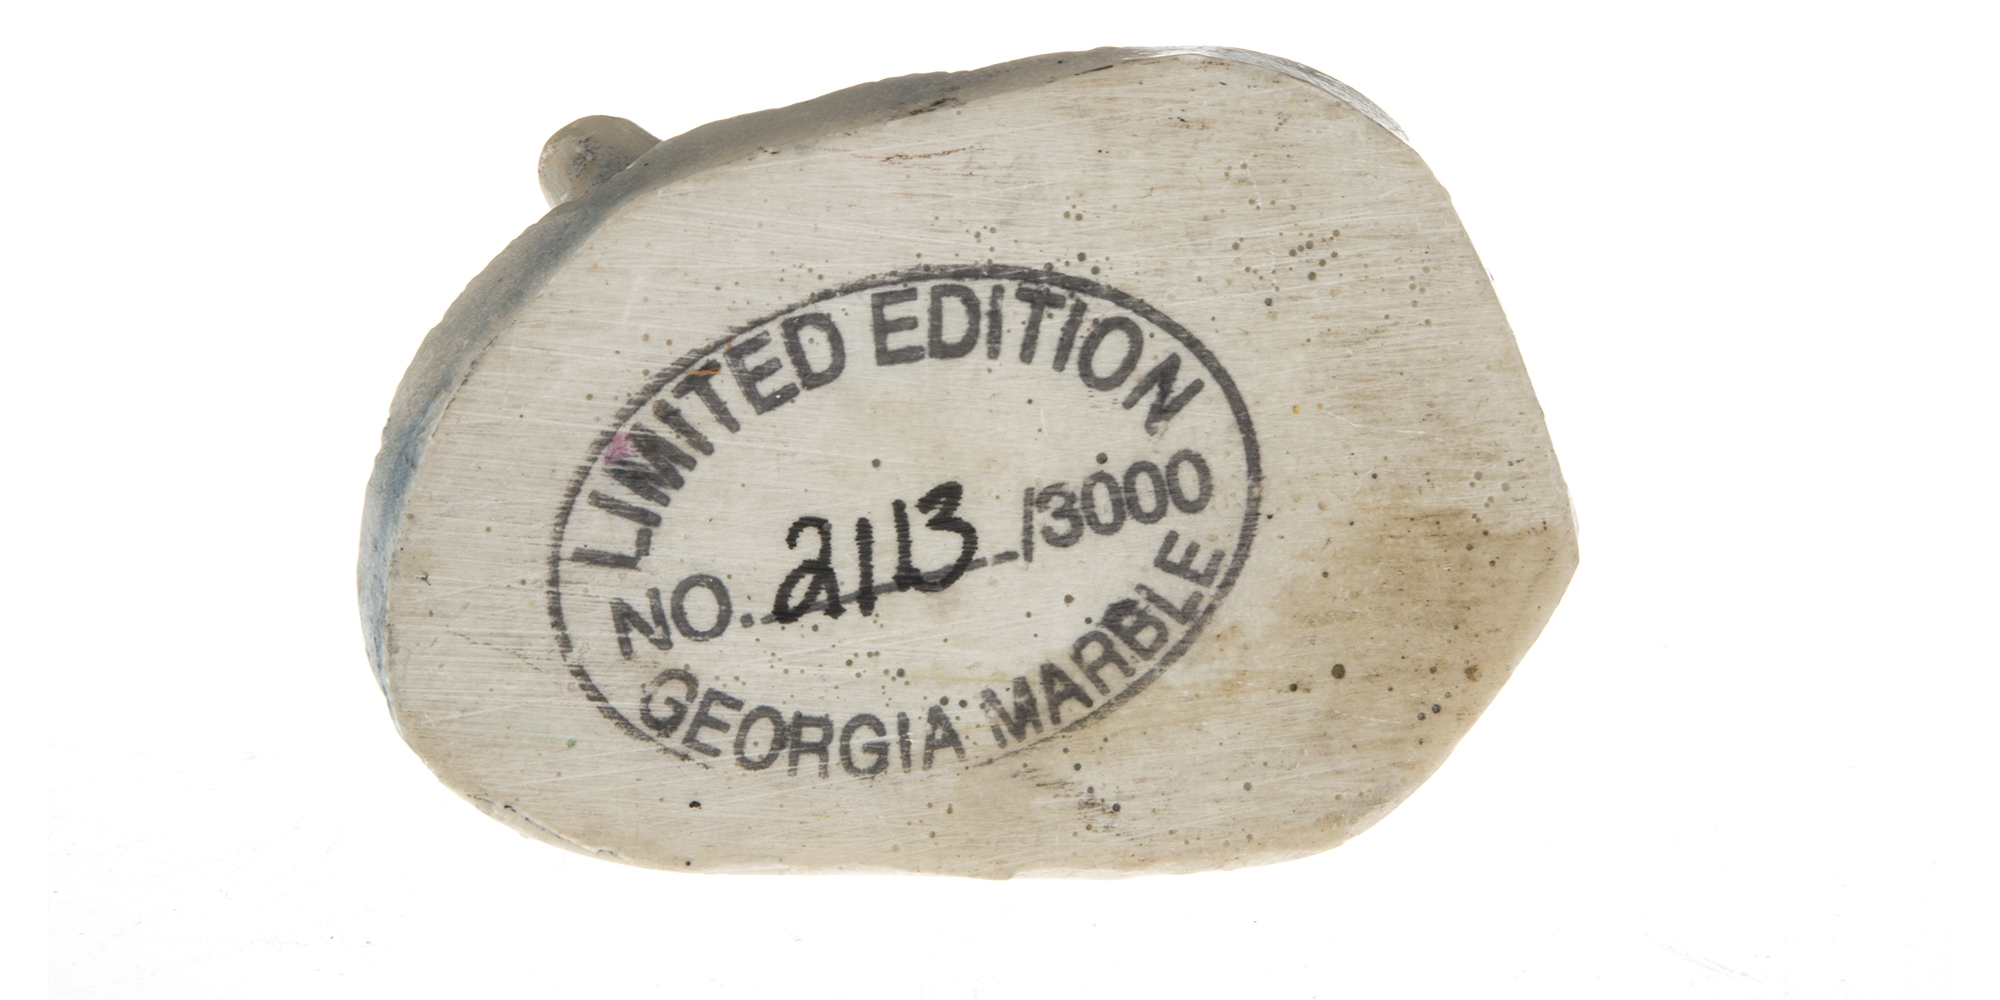 LIMITED EDITION
NO. 2113/3000
GEORGIA MARBLE